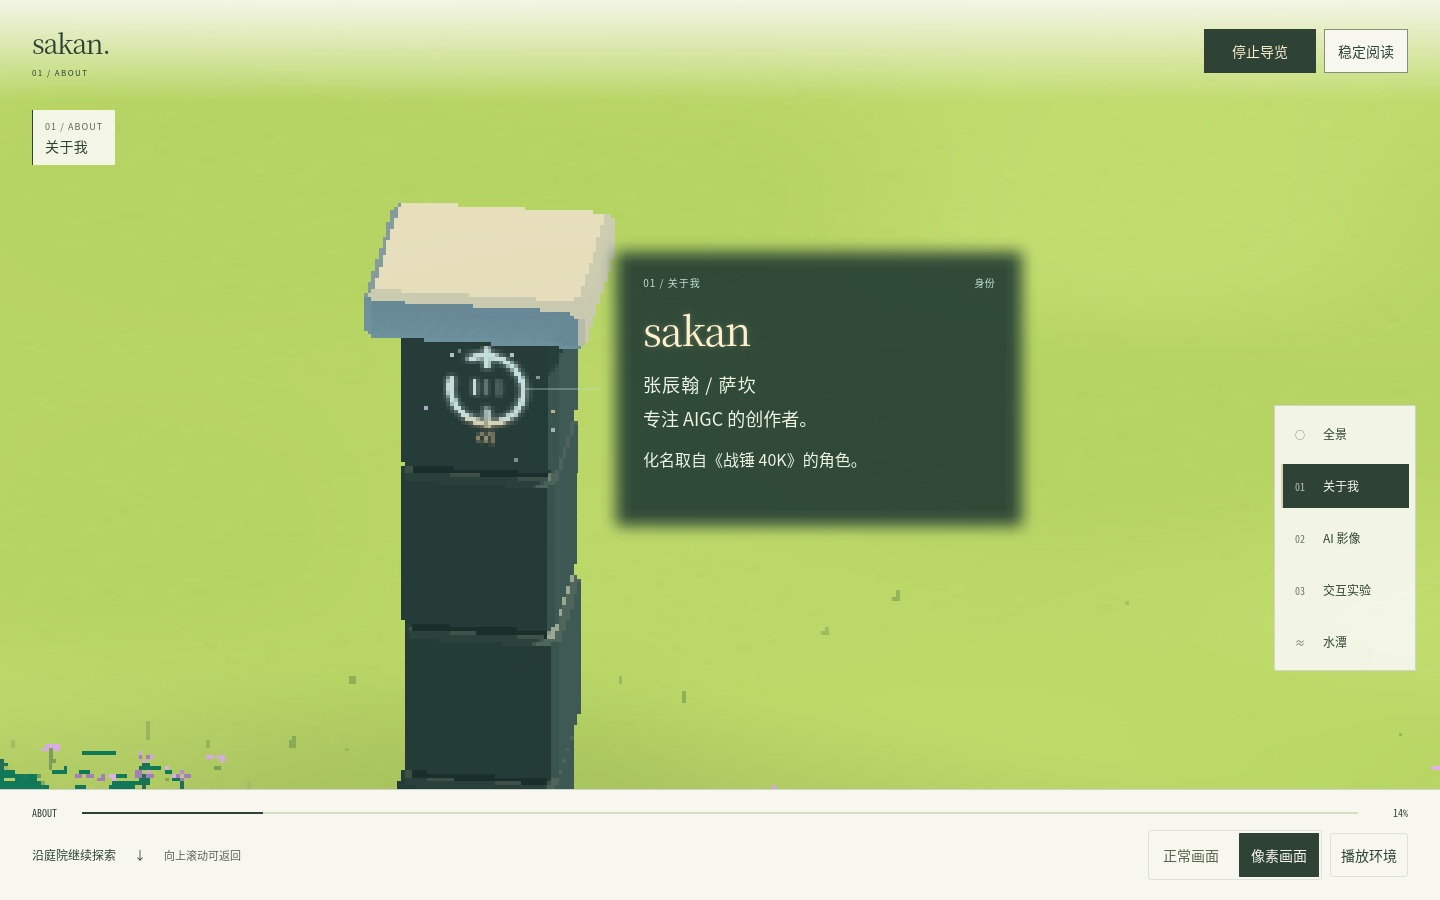 sakan.
01 / ABOUT
停止导览
稳定阅读
01 / ABOUT
关于我
01 / 关于我
身份
sakan
张辰翰 / 萨坎
专注 AIGC 的创作者。
化名取自《战锤 40K》的角色。
全景
01 关于我
02 AI 影像
03 交互实验
≈ 水潭
ABOUT
14%
沿庭院继续探索 ↓ 向上滚动可返回
正常画面
像素画面
播放环境